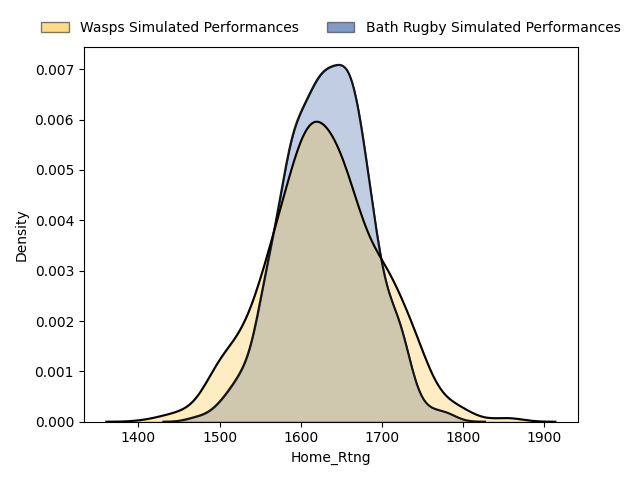 Wasps Simulated Performances
Bath Rugby Simulated Performances
0.007
0.006
0.005
0.004
0.003
0.002
0.001
0.000
Density
1400 1500 1600 1700 1800 1900
Home_Rtng